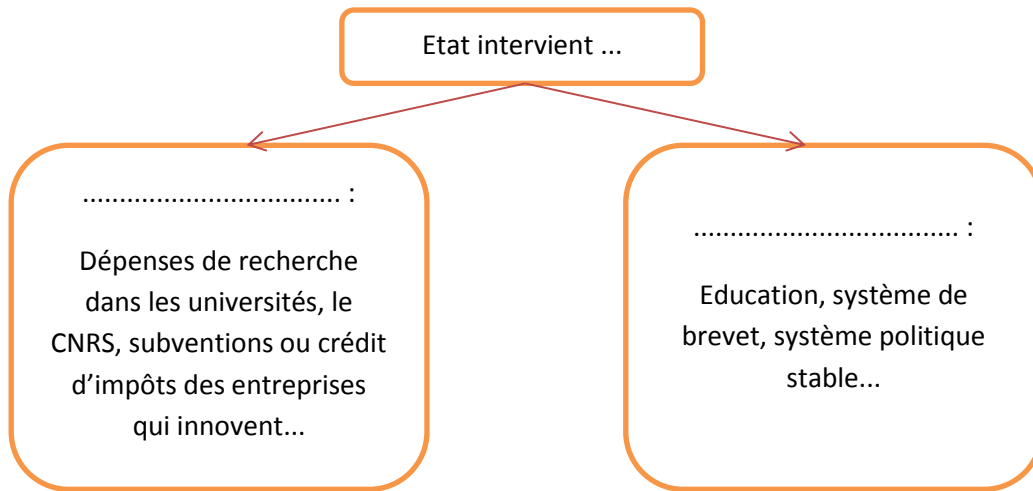 Etat intervient ...
................................... :
Dépenses de recherche
dans les universités, le
CNRS, subventions ou crédit
d’impôts des entreprises
qui innovent...
.................................... :
Education, système de
brevet, système politique
stable...